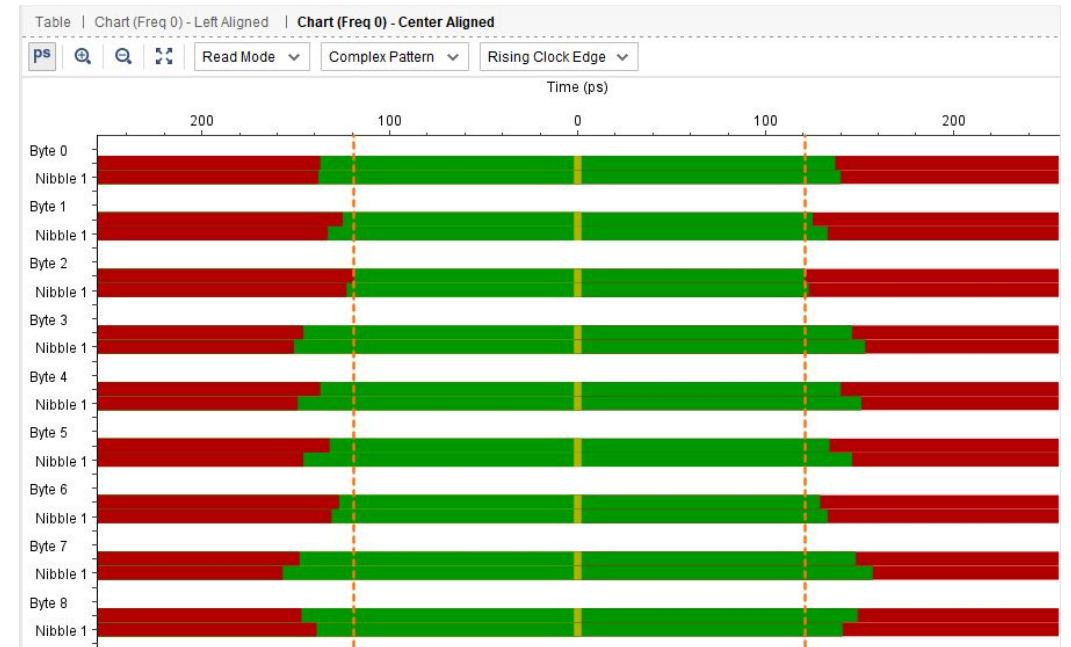 Table | Chart (Freq 0) - Left Aligned | Chart (Freq 0) - Center Aligned
ps Read Mode Complex Pattern Rising Clock Edge
Time (ps)
200 100 0 100 200
Byte 0
Nibble 1
Byte 1
Nibble 1
Byte 2
Nibble 1
Byte 3
Nibble 1
Byte 4
Nibble 1
Byte 5
Nibble 1
Byte 6
Nibble 1
Byte 7
Nibble 1
Byte 8
Nibble 1